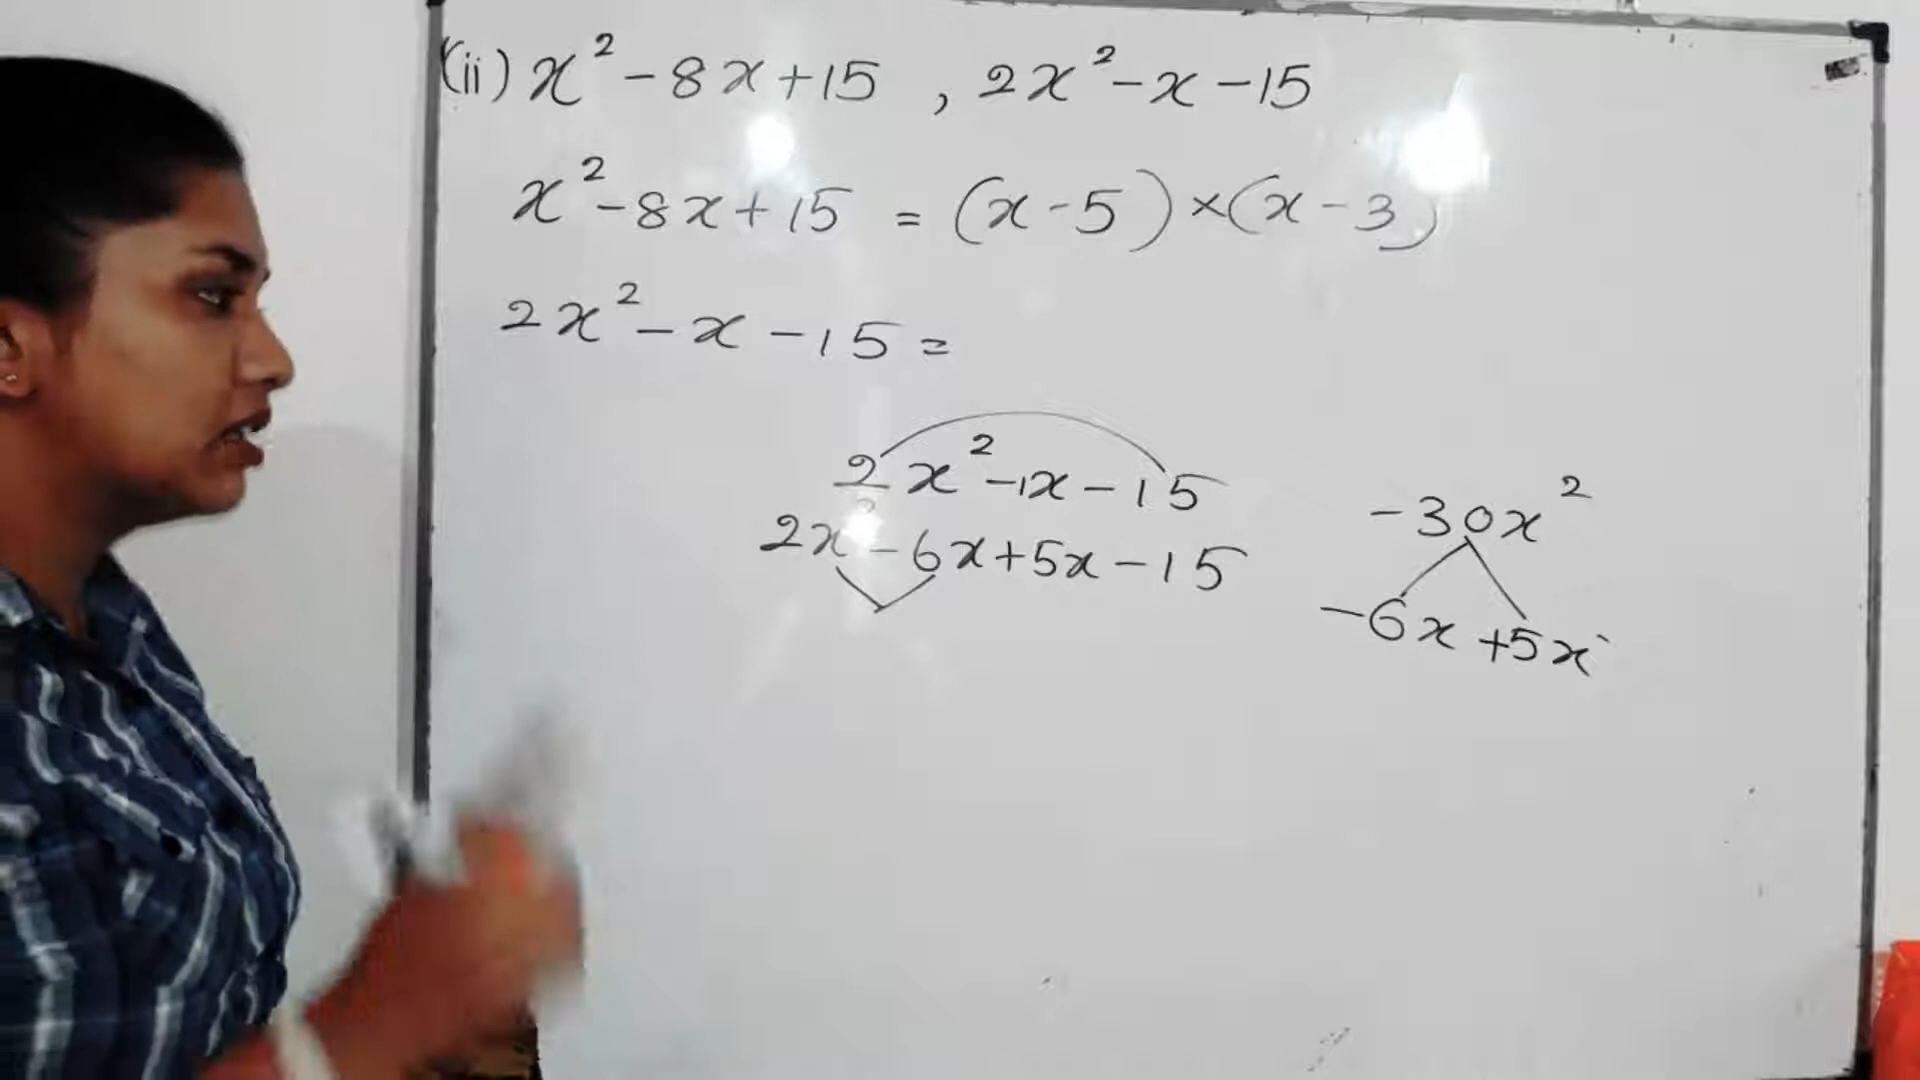 (ii) x² - 8x + 15 , 2x² - x - 15
x² - 8x + 15 = (x - 5) × (x - 3)
2x² - x - 15 =
2x² - 1x - 15
2x² - 6x + 5x - 15
-30x²
-6x +5x